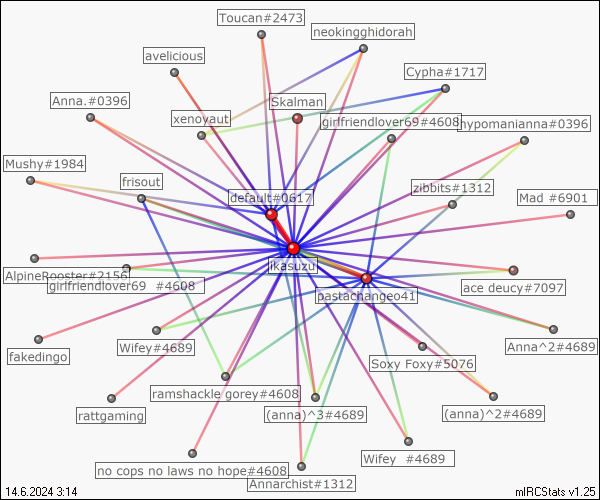 Toucan#2473
neokingghidorah
avelicious
Cypha#1717
Anna.#0396
Skalman
xenoyaut
girlfriendlover69#4608
hypomanianna#0396
Mushy#1984
frisout
zibbits#1312
default#0617
Mad #6901
ikasuzu
AlpineRooster#2156
girlfriendlover69 #4608
pastachangeo41
ace deucy#7097
fakedingo
Wifey#4689
Anna^2#4689
Soxy Foxy#5076
ramshackle gorey#4608
rattgaming
(anna)^3#4689
(anna)^2#4689
Wifey #4689
no cops no laws no hope#4608
Annarchist#1312
14.6.2024 3:14
mIRCStats v1.25